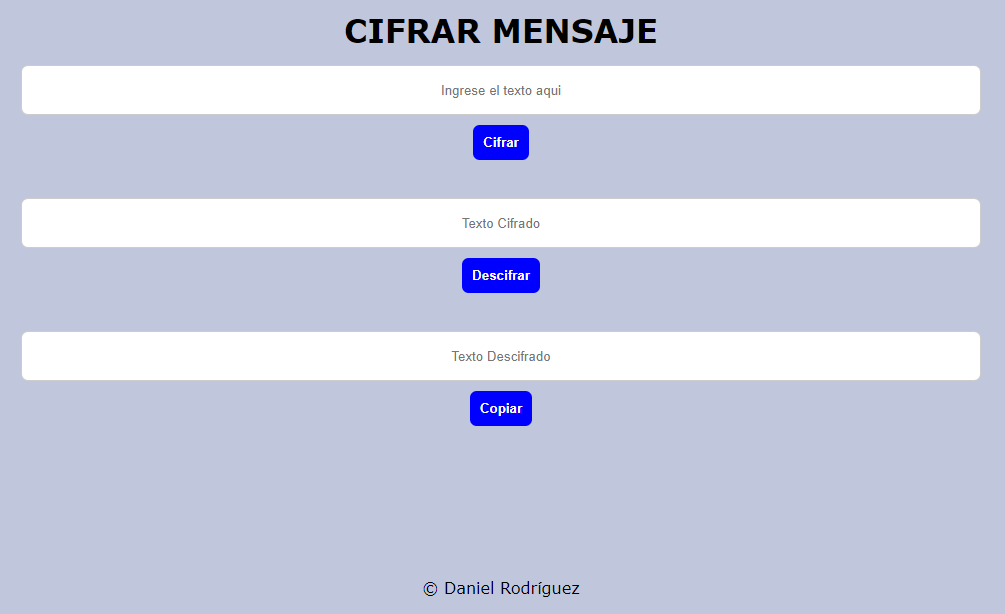 CIFRAR MENSAJE
Ingrese el texto aqui
Cifrar
Texto Cifrado
Descifrar
Texto Descifrado
Copiar
© Daniel Rodríguez